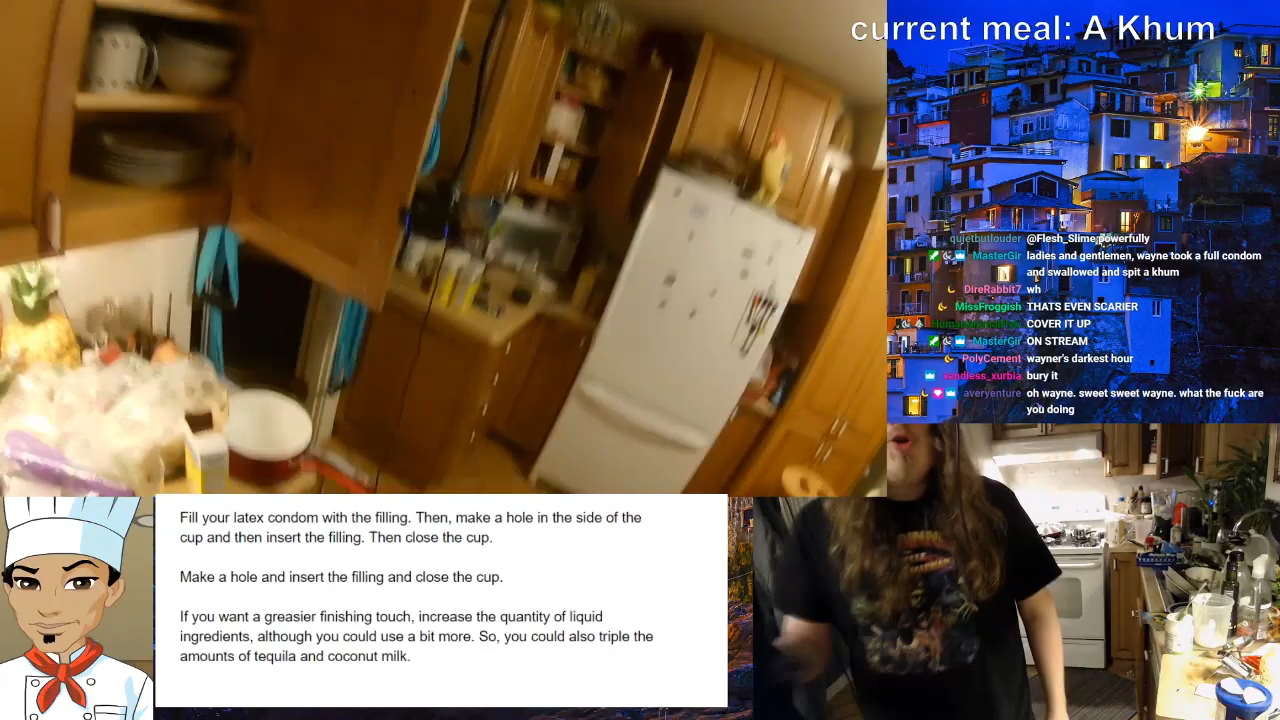 current meal: A Khum
quietbutlouder @Flesh_Slime powerfully
MasterGir ladies and gentlemen, wayne took a full condom
and swallowed and spit a khum
DireRabbit7 wh
MissFroggish THATS EVEN SCARIER
COVER IT UP
MasterGir ON STREAM
PolyCement wayner's darkest hour
endless_xurbia bury it
averyenture oh wayne. sweet sweet wayne. what the fuck are
you doing
Fill your latex condom with the filling. Then, make a hole in the side of the
cup and then insert the filling. Then close the cup.
Make a hole and insert the filling and close the cup.
If you want a greasier finishing touch, increase the quantity of liquid
ingredients, although you could use a bit more. So, you could also triple the
amounts of tequila and coconut milk.